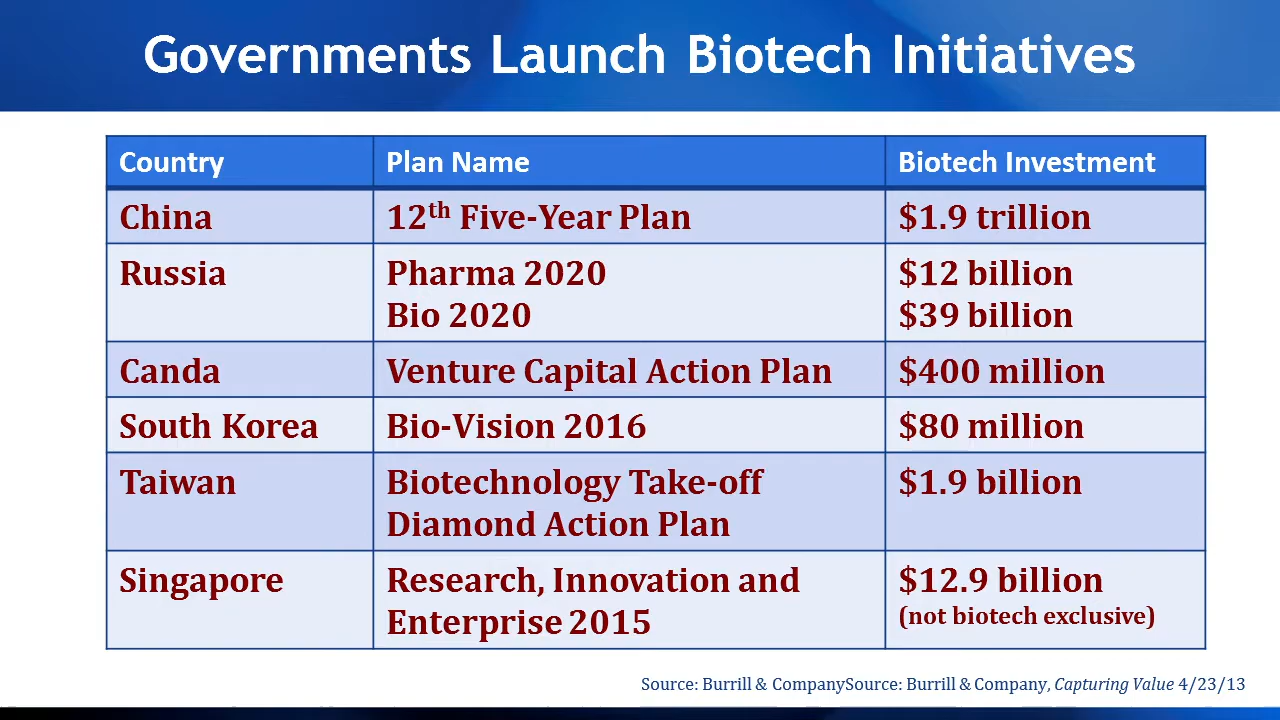 Governments Launch Biotech Initiatives
Country Plan Name Biotech Investment
China 12th Five-Year Plan $1.9 trillion
Russia Pharma 2020 $12 billion
Bio 2020 $39 billion
Canda Venture Capital Action Plan $400 million
South Korea Bio-Vision 2016 $80 million
Taiwan Biotechnology Take-off $1.9 billion
Diamond Action Plan
Singapore Research, Innovation and $12.9 billion
Enterprise 2015 (not biotech exclusive)
Source: Burrill & CompanySource: Burrill & Company, Capturing Value 4/23/13